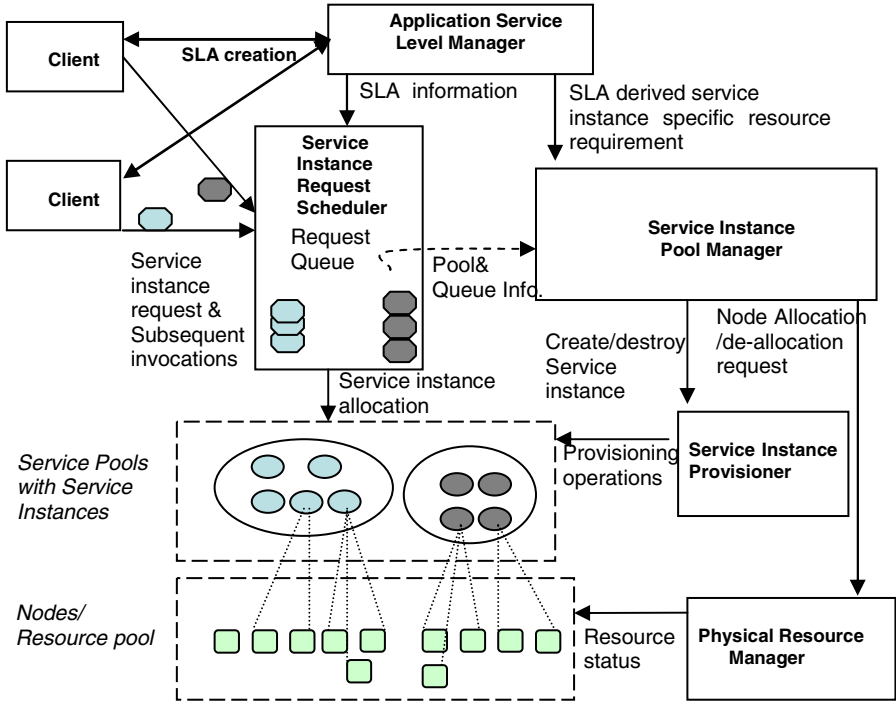 Application Service
Level Manager
Client
SLA creation
SLA information
SLA derived service
instance specific resource
requirement
Client
Service
Instance
Request
Scheduler
Request
Queue
Service Instance
Pool Manager
Pool&
Queue Info.
Service
instance
request &
Subsequent
invocations
Create/destroy
Service
instance
Node Allocation
/de-allocation
request
Service instance
allocation
Service Pools
with Service
Instances
Provisioning
operations
Service Instance
Provisioner
Nodes/
Resource pool
Resource
status
Physical Resource
Manager